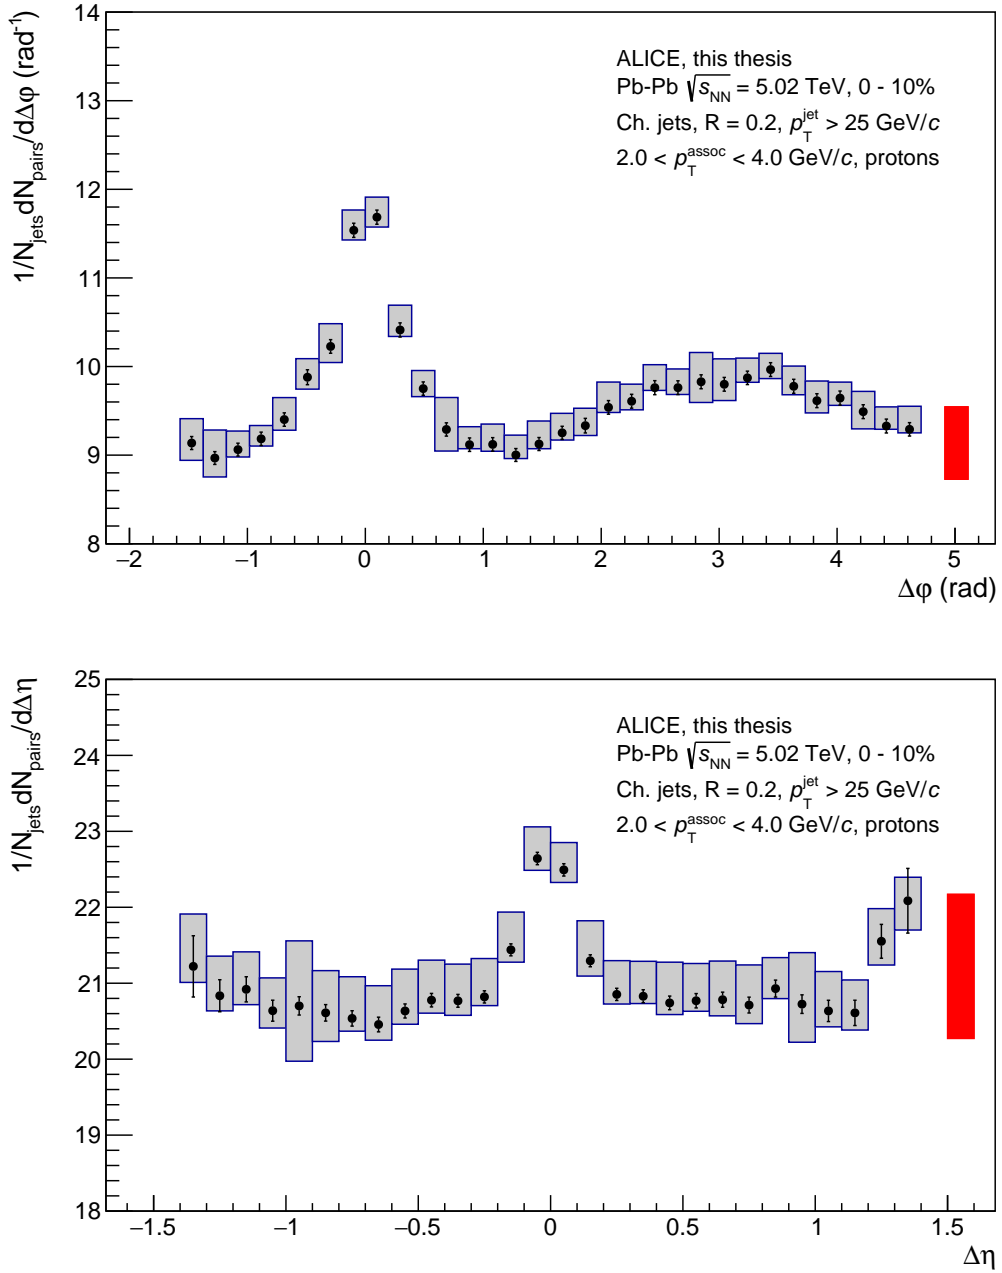 1/N_jets dN_pairs/dΔφ (rad⁻¹)
14
13
12
11
10
9
8
ALICE, this thesis
Pb-Pb √s_NN = 5.02 TeV, 0 - 10%
Ch. jets, R = 0.2, p_T^jet > 25 GeV/c
2.0 < p_T^assoc < 4.0 GeV/c, protons
−2 −1 0 1 2 3 4 5
Δφ (rad)
1/N_jets dN_pairs/dΔη
25
24
23
22
21
20
19
18
ALICE, this thesis
Pb-Pb √s_NN = 5.02 TeV, 0 - 10%
Ch. jets, R = 0.2, p_T^jet > 25 GeV/c
2.0 < p_T^assoc < 4.0 GeV/c, protons
−1.5 −1 −0.5 0 0.5 1 1.5
Δη